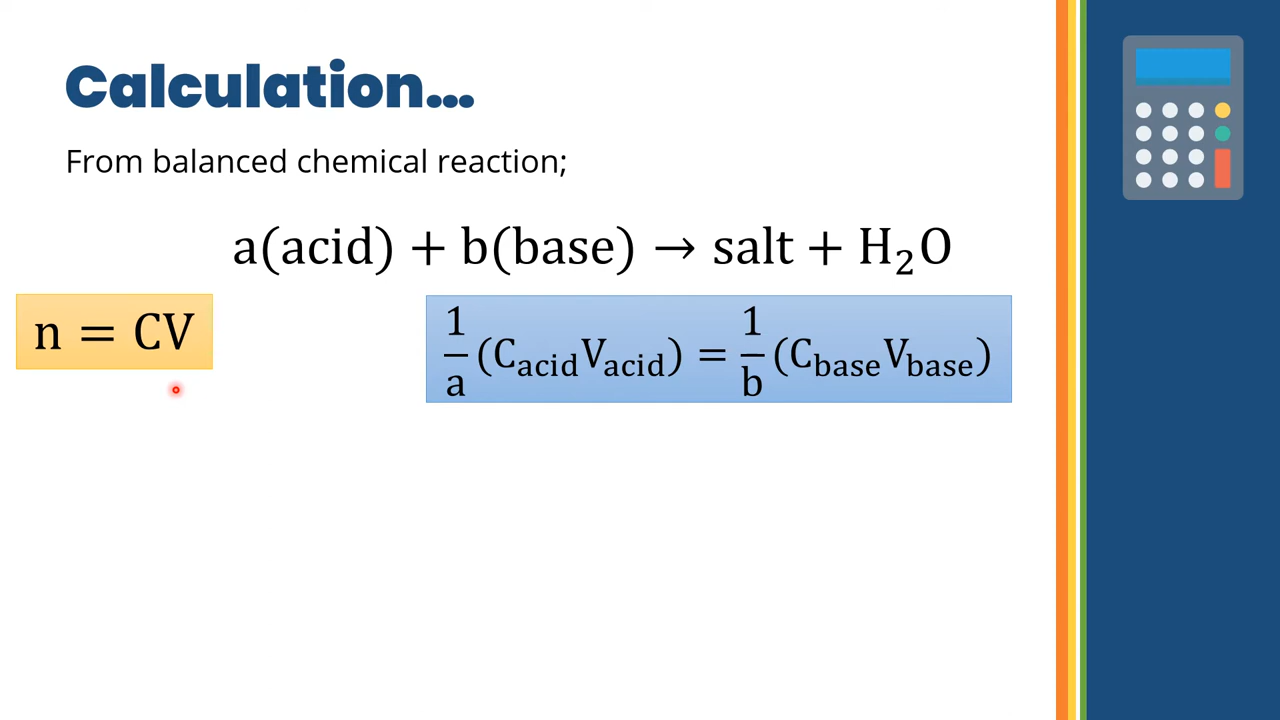 Calculation...
From balanced chemical reaction;
a(acid) + b(base) → salt + H₂O
n = CV
1/a (C_acid V_acid) = 1/b (C_base V_base)